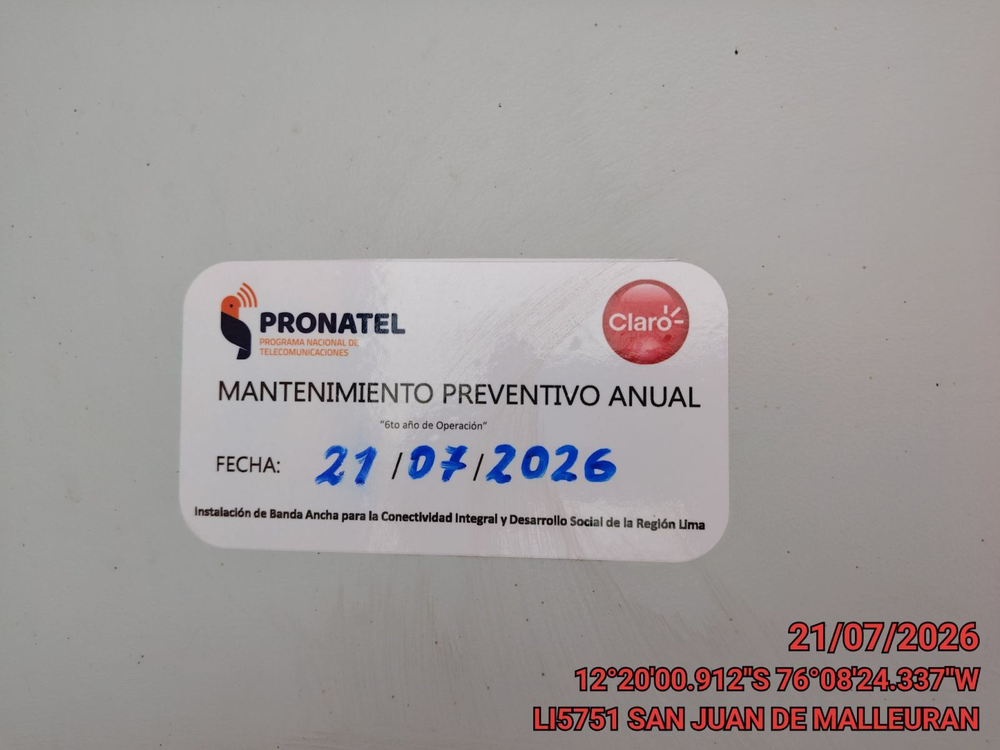 PRONATEL
PROGRAMA NACIONAL DE
TELECOMUNICACIONES
Claro
MANTENIMIENTO PREVENTIVO ANUAL
“6to año de Operación”
FECHA: 21/07/2026
Instalación de Banda Ancha para la Conectividad Integral y Desarrollo Social de la Región Lima
21/07/2026
12°20'00.912"S 76°08'24.337"W
LI5751 SAN JUAN DE MALLEURAN